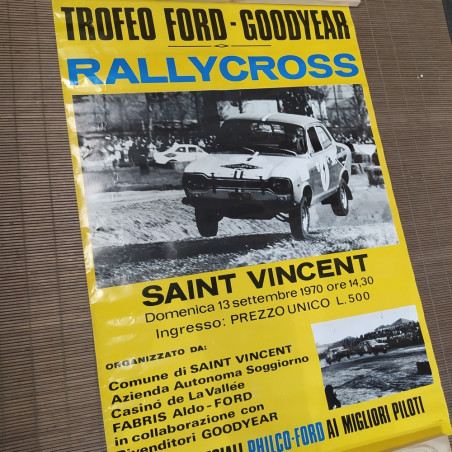 TROFEO FORD - GOODYEAR
RALLYCROSS
SAINT VINCENT
Domenica 13 settembre 1970 ore 14,30
Ingresso: PREZZO UNICO L. 500
ORGANIZZATO DA:
Comune di SAINT VINCENT
Azienda Autonoma Soggiorno
Casinò de La Vallée
FABRIS Aldo - FORD
in collaborazione con
Rivenditori GOODYEAR
PHILCO-FORD AI MIGLIORI PILOTI